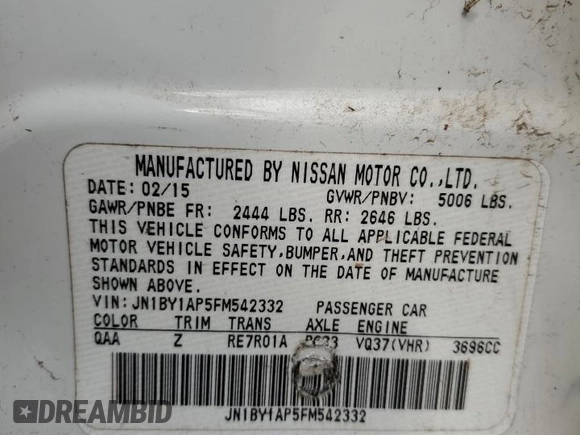 MANUFACTURED BY NISSAN MOTOR CO.,LTD.
DATE: 02/15 GVWR/PNBV: 5006 LBS.
GAWR/PNBE FR: 2444 LBS. RR: 2646 LBS.
THIS VEHICLE CONFORMS TO ALL APPLICABLE FEDERAL
MOTOR VEHICLE SAFETY,BUMPER,AND THEFT PREVENTION
STANDARDS IN EFFECT ON THE DATE OF MANUFACTURE
SHOWN ABOVE.
VIN:JN1BY1AP5FM542332 PASSENGER CAR
COLOR TRIM TRANS AXLE ENGINE
QAA Z RE7R01A VQ37(VHR) 3696CC
JN1BY1AP5FM542332
DEALERS
EDGE